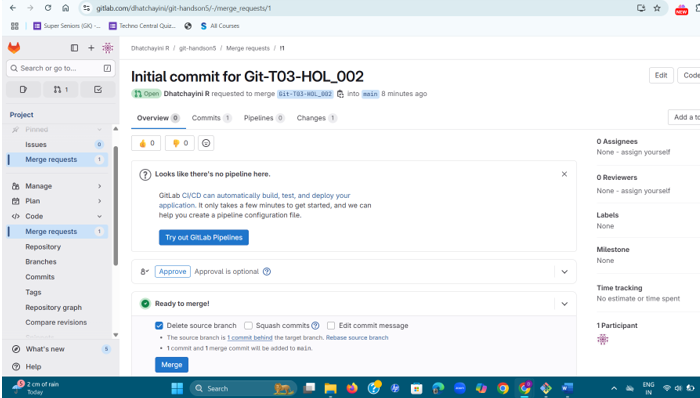 gitlab.com/dhatchayini/git-handson5/-/merge_requests/1
NEW
Super Seniors (GK) -...
Techno Central Quiz...
All Courses
Dhatchayini R / git-handson5 / Merge requests / !1
Search or go to... /
Initial commit for Git-T03-HOL_002
Edit
Code
1
Open Dhatchayini R requested to merge Git-T03-HOL_002 into main 8 minutes ago
Project
Overview 0 Commits 1 Pipelines 0 Changes 1
Add a to
Pinned
Issues 0
Merge requests 1
0 0
0 Assignees
None - assign yourself
Looks like there's no pipeline here.
0 Reviewers
None - assign yourself
Manage
Plan
Code
GitLab CI/CD can automatically build, test, and deploy your
application. It only takes a few minutes to get started, and we can
help you create a pipeline configuration file.
Labels
None
Merge requests 1
Try out GitLab Pipelines
Repository
Milestone
None
Branches
Commits
Approve Approval is optional
Tags
Time tracking
No estimate or time spent
Repository graph
Ready to merge!
Compare revisions
1 Participant
Delete source branch Squash commits Edit commit message
The source branch is 1 commit behind the target branch. Rebase source branch
1 commit and 1 merge commit will be added to main.
What's new 5
Help
Merge
2 cm of rain
Today
Search
ENG
IN